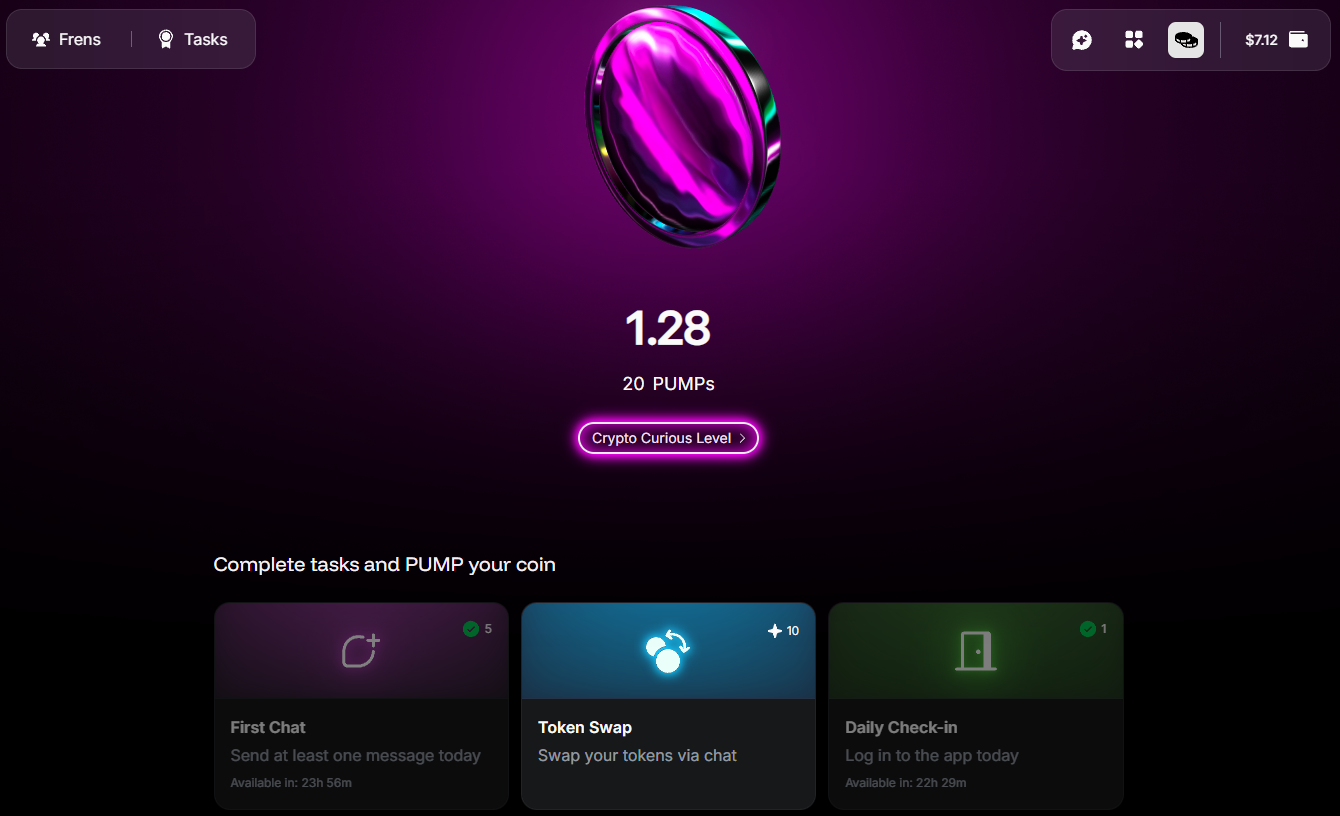 Frens
Tasks
$7.12
1.28
20 PUMPs
Crypto Curious Level
Complete tasks and PUMP your coin
5
First Chat
Send at least one message today
Available in: 23h 56m
10
Token Swap
Swap your tokens via chat
1
Daily Check-in
Log in to the app today
Available in: 22h 29m